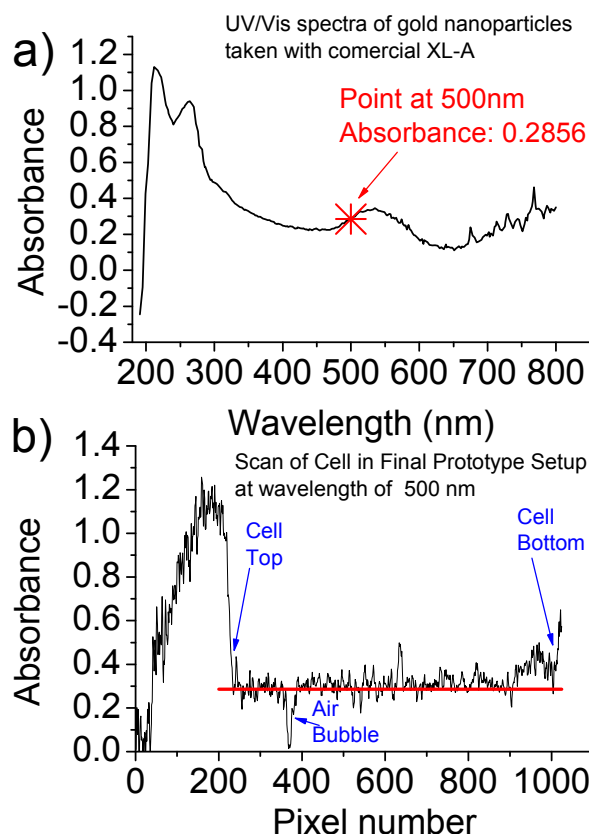 a)
UV/Vis spectra of gold nanoparticles
taken with comercial XL-A
Point at 500nm
Absorbance: 0.2856
Absorbance
1.2
1.0
0.8
0.6
0.4
0.2
0.0
-0.2
-0.4
200 300 400 500 600 700 800
Wavelength (nm)
b)
Scan of Cell in Final Prototype Setup
at wavelength of 500 nm
Cell
Top
Cell
Bottom
Air
Bubble
Absorbance
1.4
1.2
1.0
0.8
0.6
0.4
0.2
0.0
0 200 400 600 800 1000
Pixel number